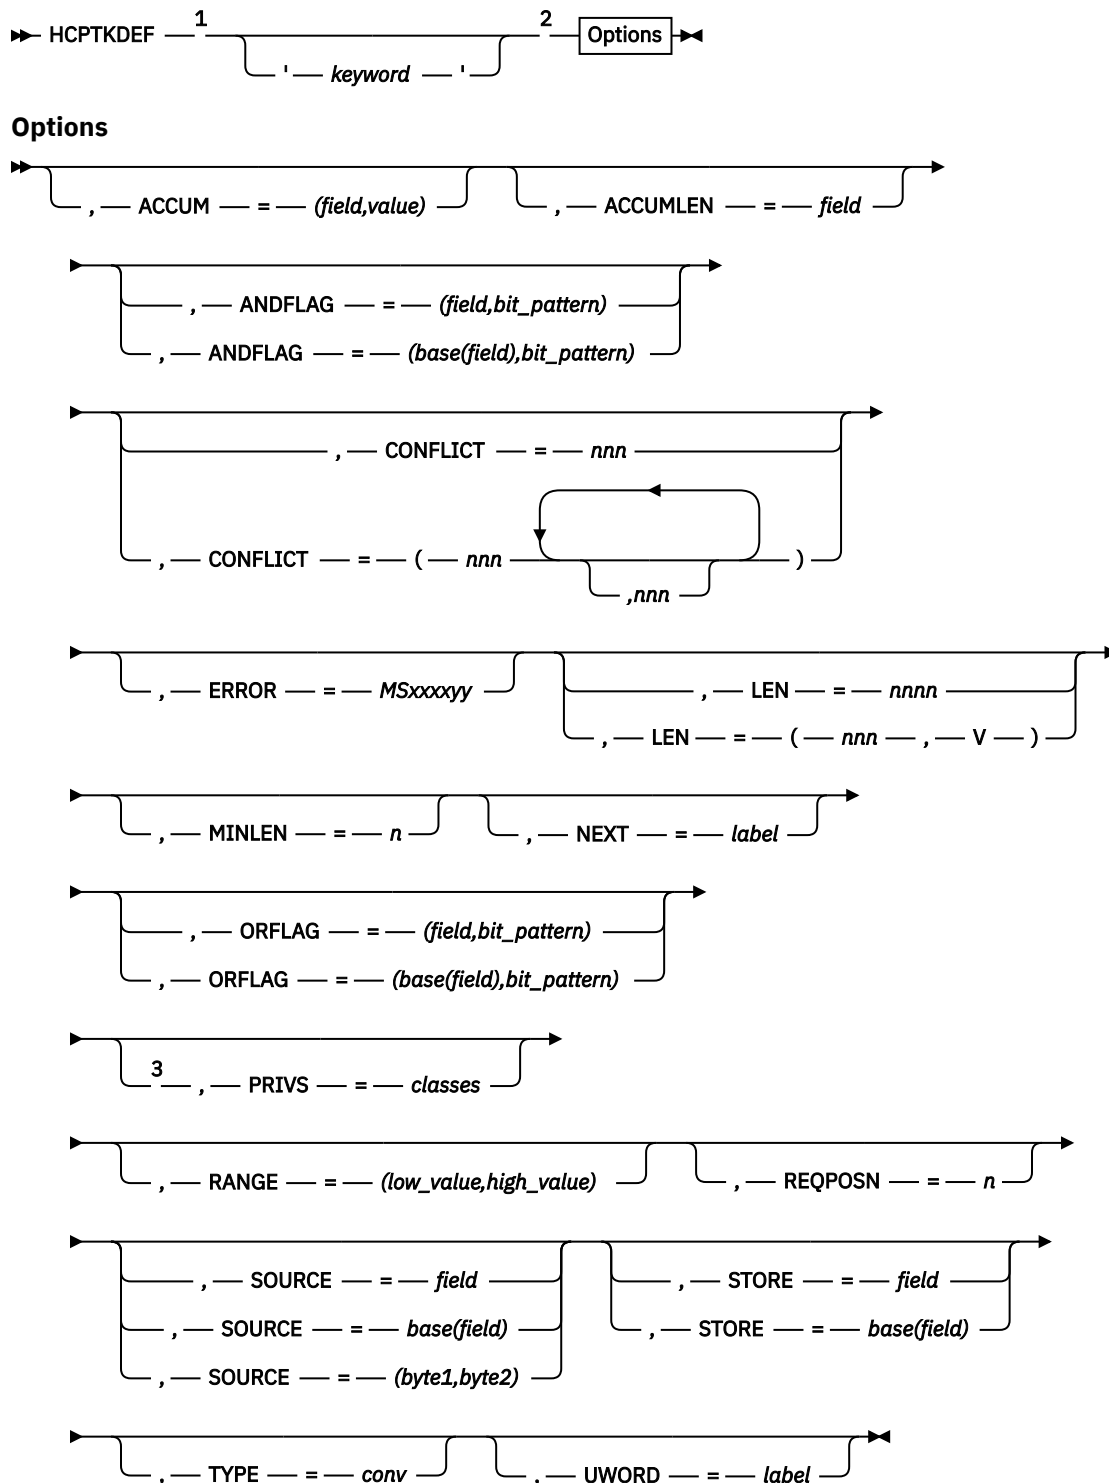 1 2
HCPTKDEF Options
' keyword '
Options
, ACCUM = (field,value) , ACCUMLEN = field
, ANDFLAG = (field,bit_pattern)
, ANDFLAG = (base(field),bit_pattern)
, CONFLICT = nnn
, CONFLICT = ( nnn )
,nnn
, ERROR = MSxxxxyy , LEN = nnnn
, LEN = ( nnn , V )
, MINLEN = n , NEXT = label
, ORFLAG = (field,bit_pattern)
, ORFLAG = (base(field),bit_pattern)
3
, PRIVS = classes
, RANGE = (low_value,high_value) , REQPOSN = n
, SOURCE = field , STORE = field
, SOURCE = base(field) , STORE = base(field)
, SOURCE = (byte1,byte2)
, TYPE = conv , UWORD = label